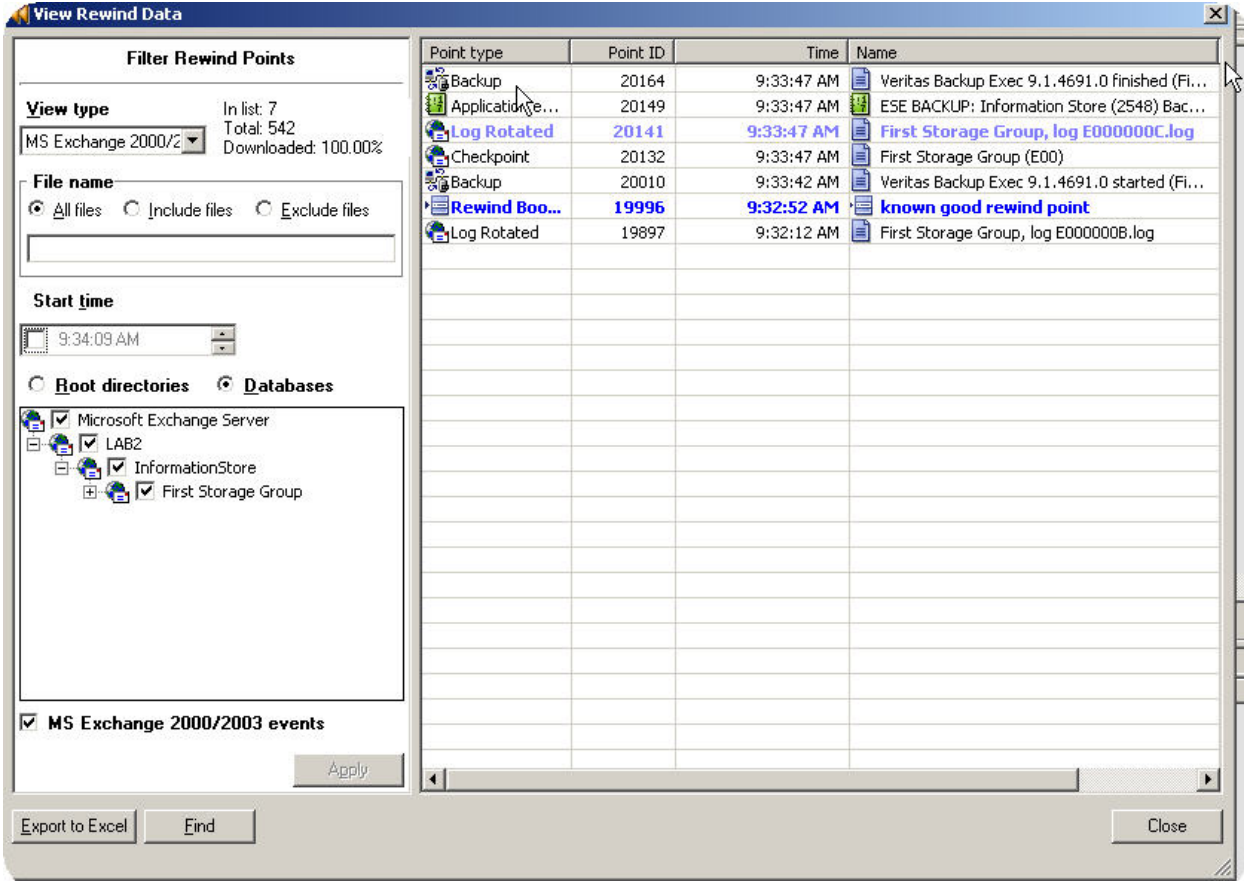 View Rewind Data
Filter Rewind Points
View type
In list: 7
Total: 542
Downloaded: 100.00%
MS Exchange 2000/2
File name
All files Include files Exclude files
Start time
9:34:09 AM
Root directories Databases
Microsoft Exchange Server
LAB2
InformationStore
First Storage Group
MS Exchange 2000/2003 events
Apply
Point type Point ID Time Name
Backup 20164 9:33:47 AM Veritas Backup Exec 9.1.4691.0 finished (Fi...
Application e... 20149 9:33:47 AM ESE BACKUP: Information Store (2548) Bac...
Log Rotated 20141 9:33:47 AM First Storage Group, log E000000C.log
Checkpoint 20132 9:33:47 AM First Storage Group (E00)
Backup 20010 9:33:42 AM Veritas Backup Exec 9.1.4691.0 started (Fi...
Rewind Boo... 19996 9:32:52 AM known good rewind point
Log Rotated 19897 9:32:12 AM First Storage Group, log E000000B.log
Export to Excel Find Close